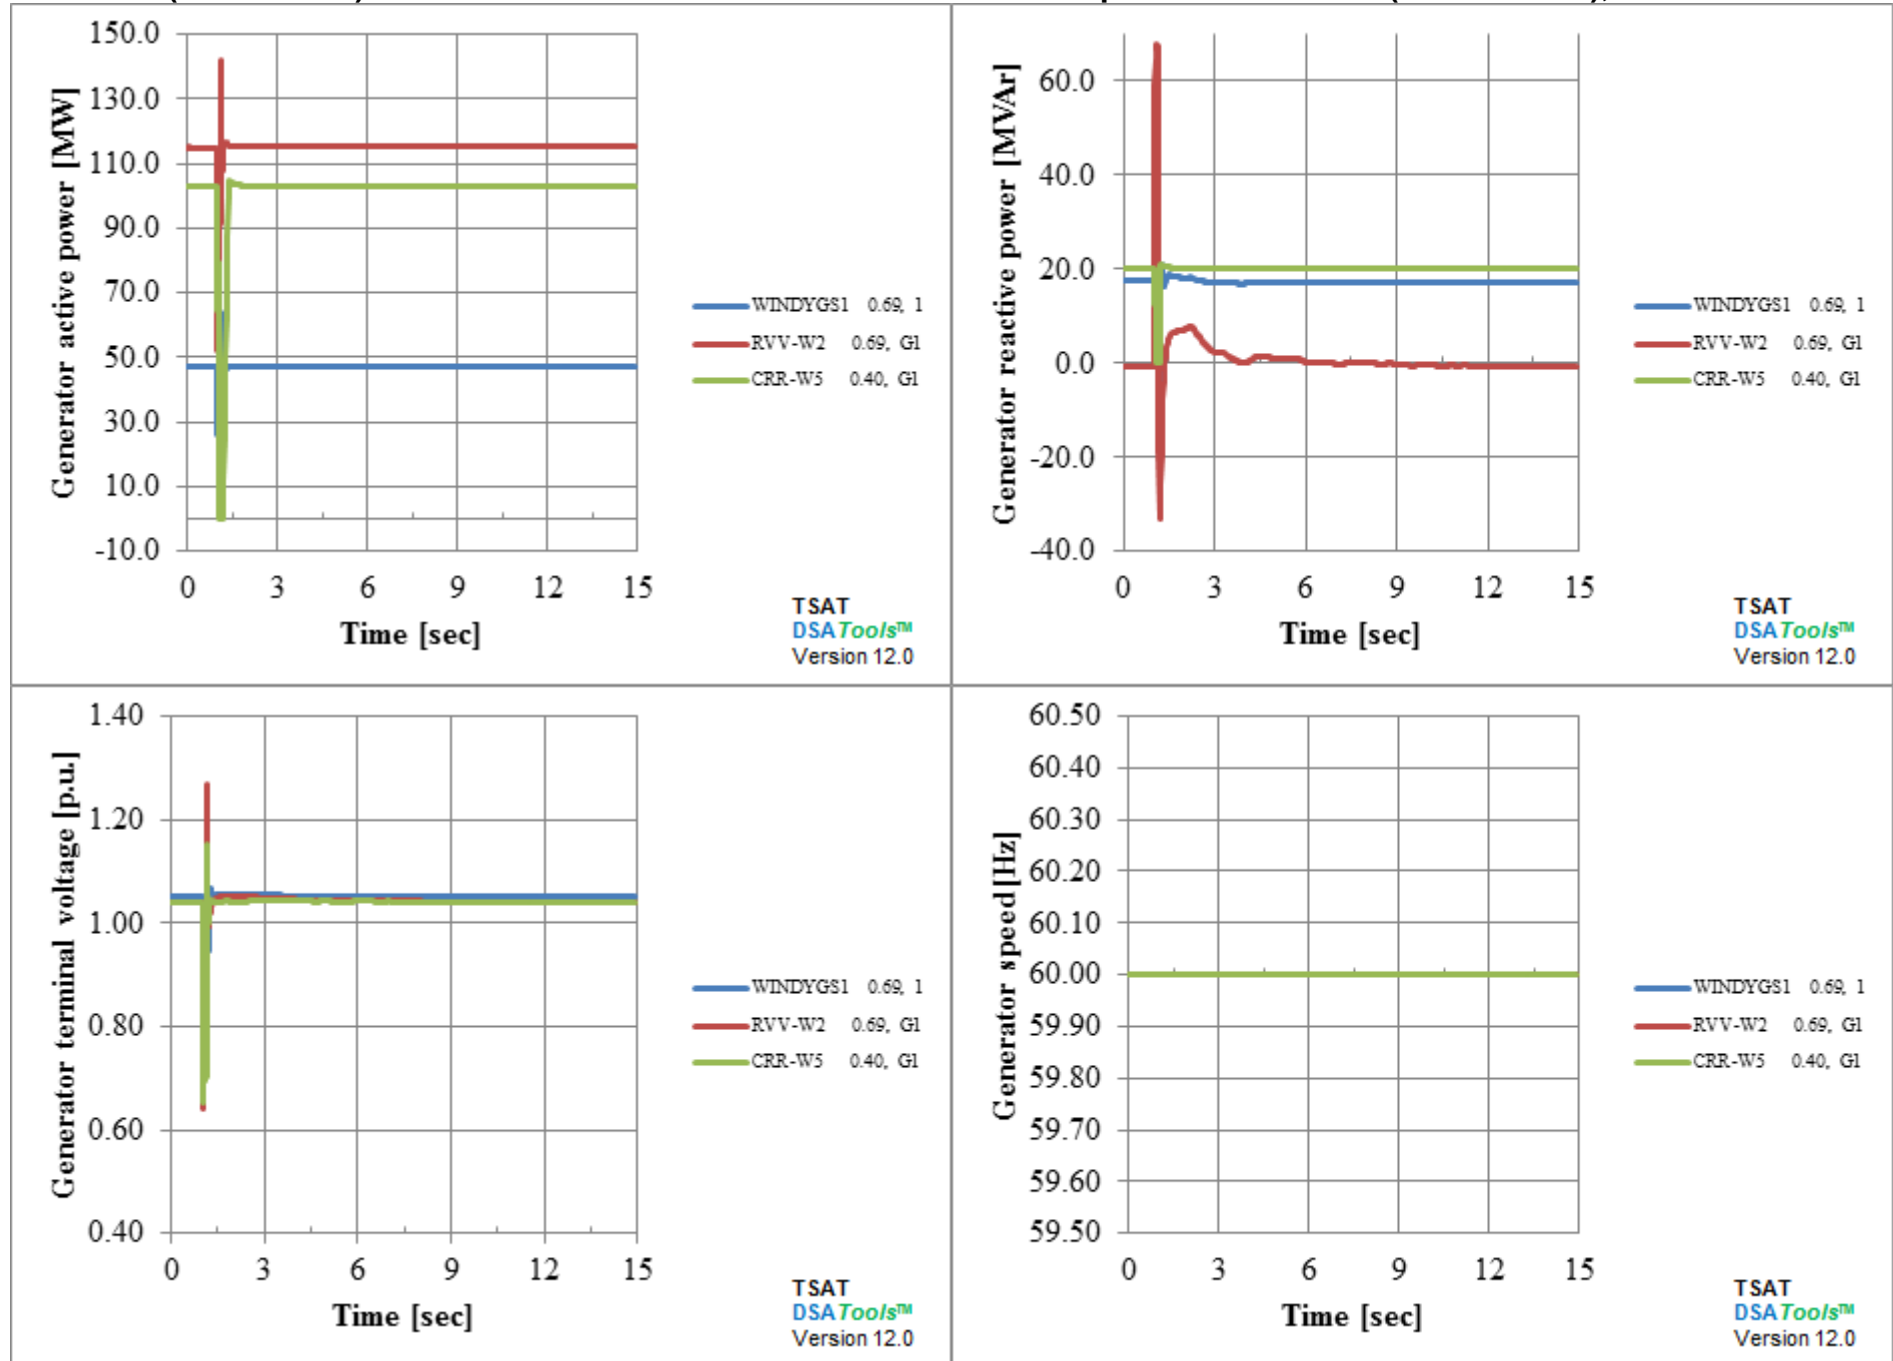 150.0
130.0
110.0
90.0
70.0
50.0
30.0
10.0
-10.0
Generator active power [MW]
0 3 6 9 12 15
Time [sec]
WINDYGS1 0.69, 1
RVV-W2 0.69, G1
CRR-W5 0.40, G1
TSAT
DSATools™
Version 12.0
60.0
40.0
20.0
0.0
-20.0
-40.0
Generator reactive power [MVAr]
0 3 6 9 12 15
Time [sec]
WINDYGS1 0.69, 1
RVV-W2 0.69, G1
CRR-W5 0.40, G1
TSAT
DSATools™
Version 12.0
1.40
1.20
1.00
0.80
0.60
0.40
Generator terminal voltage [p.u.]
0 3 6 9 12 15
Time [sec]
WINDYGS1 0.69, 1
RVV-W2 0.69, G1
CRR-W5 0.40, G1
TSAT
DSATools™
Version 12.0
60.50
60.40
60.30
60.20
60.10
60.00
59.90
59.80
59.70
59.60
59.50
Generator speed[Hz]
0 3 6 9 12 15
Time [sec]
WINDYGS1 0.69, 1
RVV-W2 0.69, G1
CRR-W5 0.40, G1
TSAT
DSATools™
Version 12.0